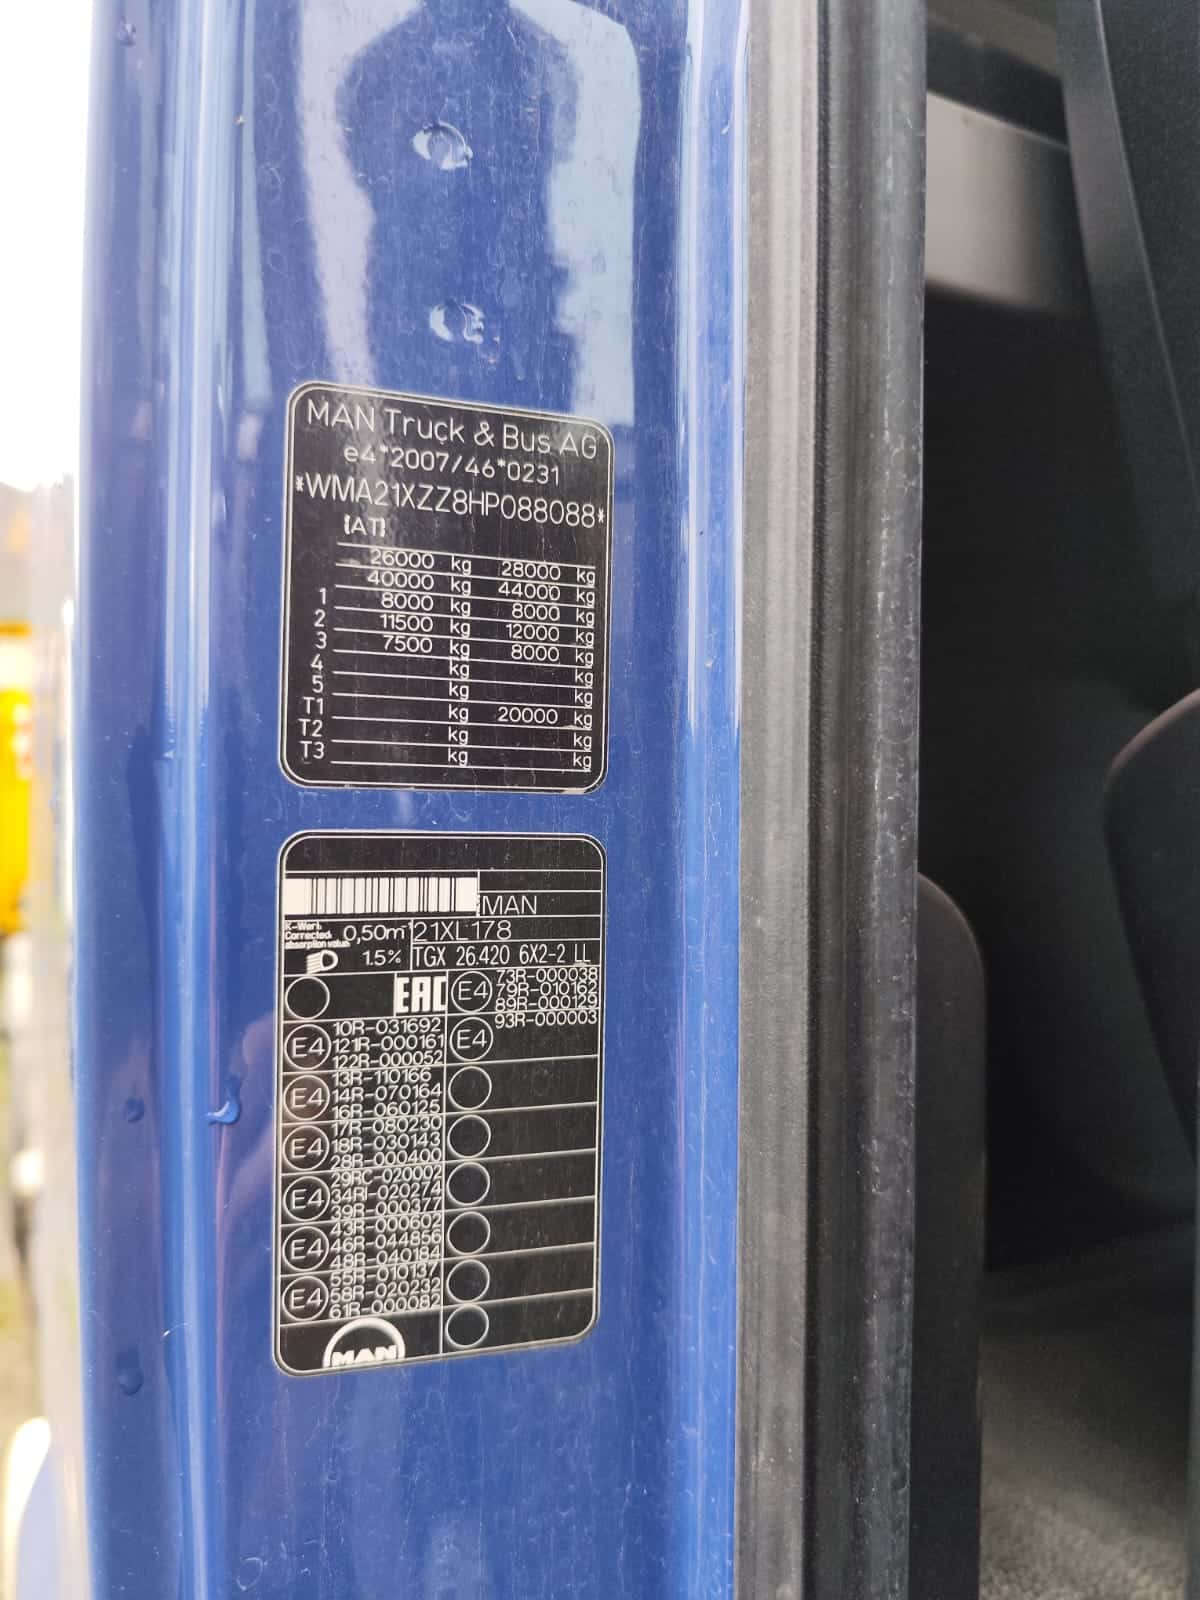 MAN Truck & Bus AG
e4*2007/46*0231
*WMA21XZZ8HP088088*
(AT)
26000 kg 28000 kg
40000 kg 44000 kg
1 8000 kg 8000 kg
2 11500 kg 12000 kg
3 7500 kg 8000 kg
4 kg kg
5 kg kg
T1 kg 20000 kg
T2 kg kg
T3 kg kg
MAN
K-Wert
Corrected
absorption value
0,50m⁻¹ 21XL178
1.5% TGX 26.420 6X2-2 LL
EAC
E4
10R-031692
121R-000161
122R-000052
E4
13R-110166
14R-070164
16R-060125
E4
17R-080230
18R-030143
28R-000400
E4
29RC-020002
34RI-020274
39R-000377
E4
43R-000602
46R-044856
48R-040184
E4
55R-010137
58R-020232
61R-000082
MAN
E4
73R-000038
79R-010162
89R-000129
E4
93R-000003